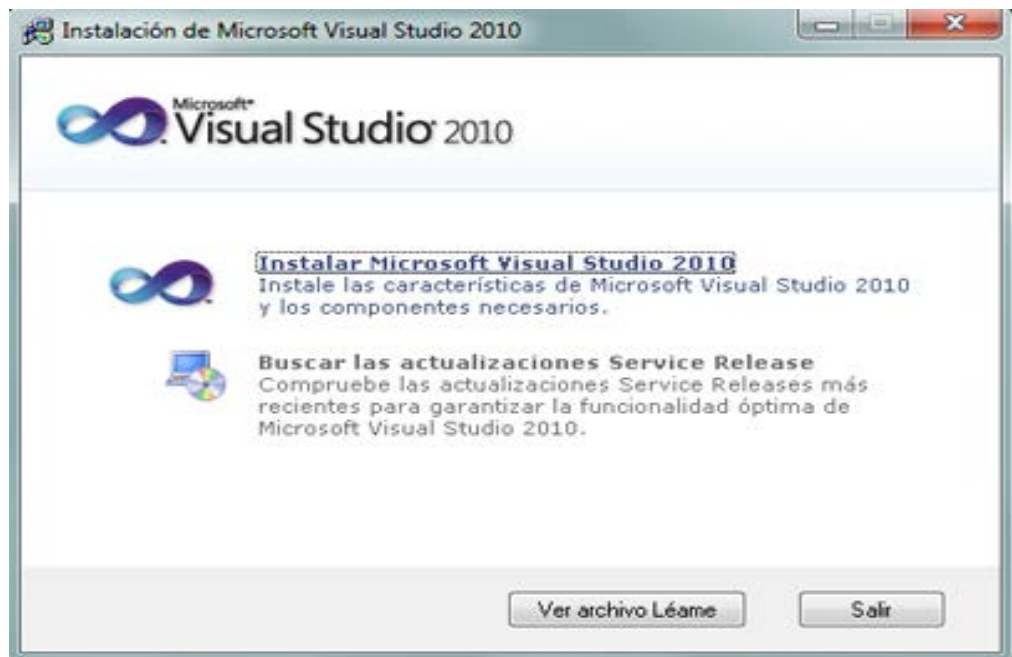 Instalación de Microsoft Visual Studio 2010
Microsoft®
Visual Studio® 2010
Instalar Microsoft Visual Studio 2010
Instale las características de Microsoft Visual Studio 2010
y los componentes necesarios.
Buscar las actualizaciones Service Release
Compruebe las actualizaciones Service Releases más
recientes para garantizar la funcionalidad óptima de
Microsoft Visual Studio 2010.
Ver archivo Léame
Salir